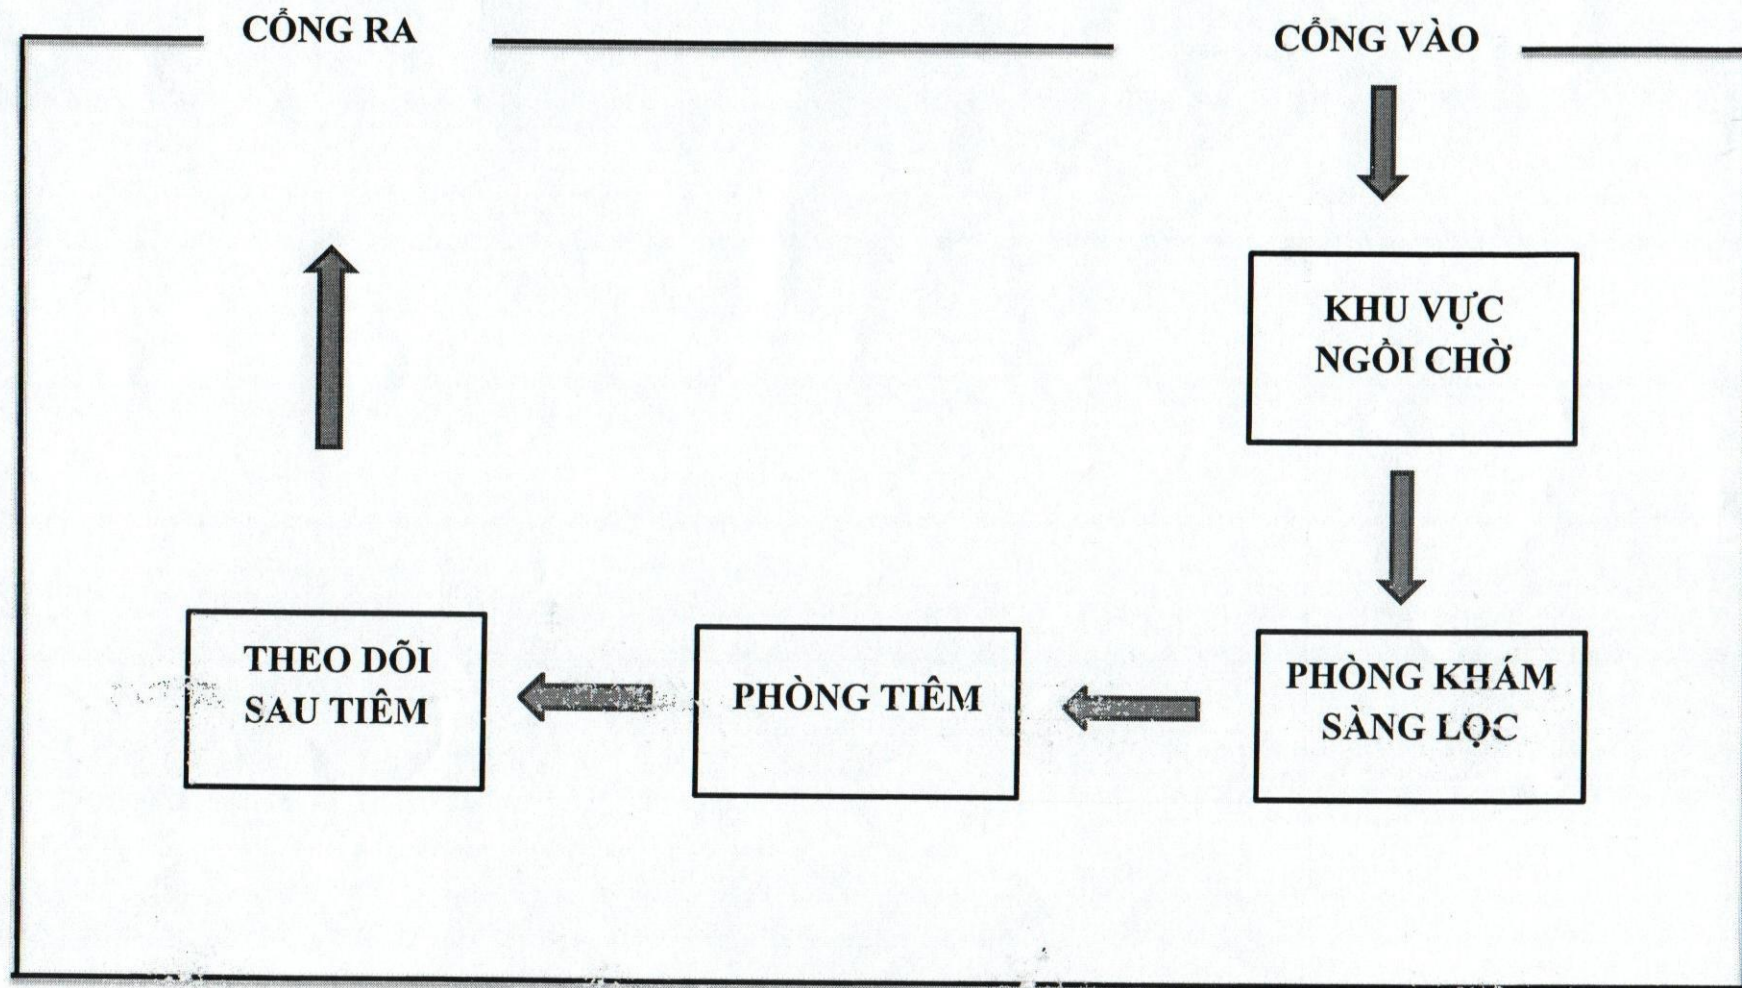 CỔNG RA
CỔNG VÀO
KHU VỰC
NGỒI CHỜ
THEO DÕI
SAU TIÊM
PHÒNG TIÊM
PHÒNG KHÁM
SÀNG LỌC